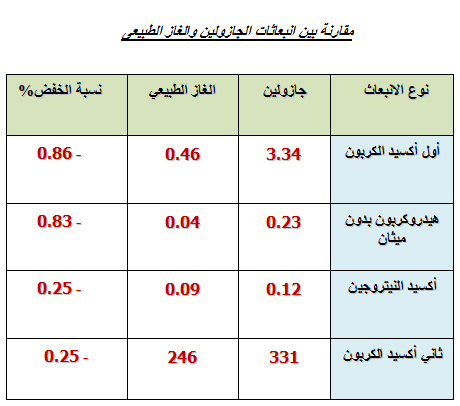 مقارنة بين انبعاثات الجازولين والغاز الطبيعي
نوع الانبعاث جازولين الغاز الطبيعي نسبة الخفض%
أول أكسيد الكربون 3.34 0.46 - 0.86
هيدروكربون بدون ميثان 0.23 0.04 - 0.83
أكسيد النيتروجين 0.12 0.09 - 0.25
ثاني أكسيد الكربون 331 246 - 0.25